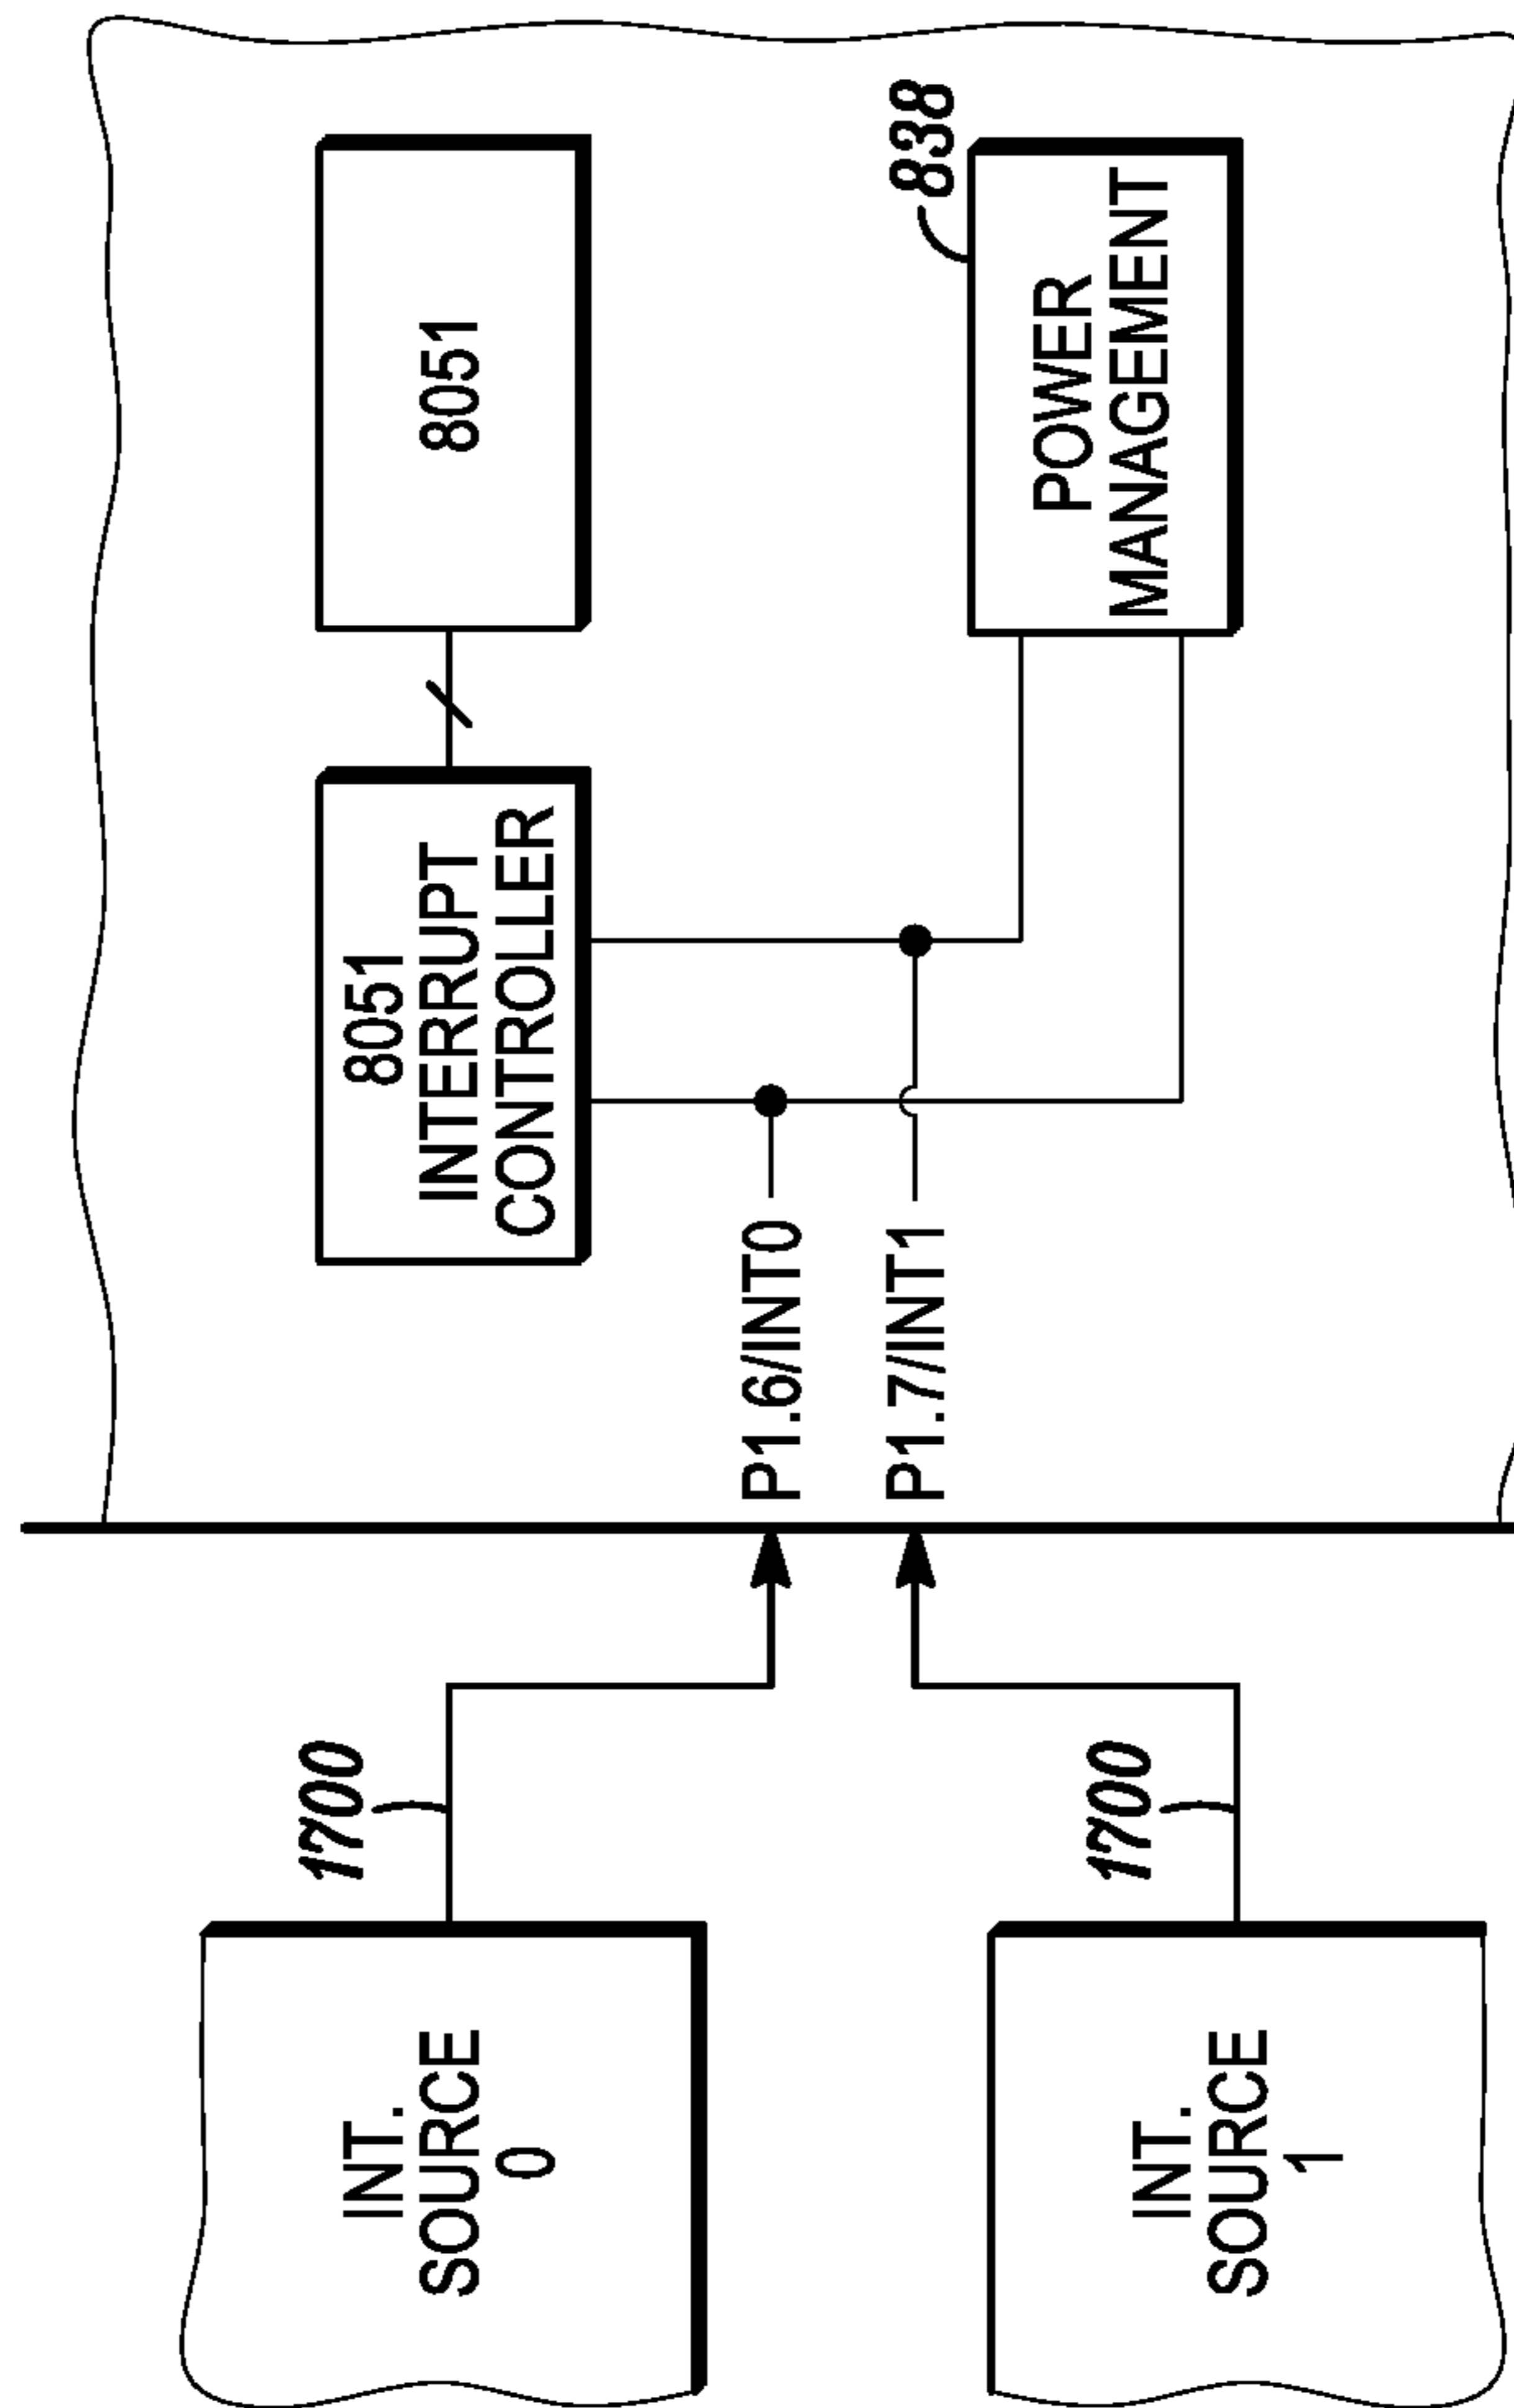 INT.
SOURCE
0
1700
8051
INTERRUPT
CONTROLLER
8051
P1.6/INT0
P1.7/INT1
838
POWER
MANAGEMENT
1700
INT.
SOURCE
1